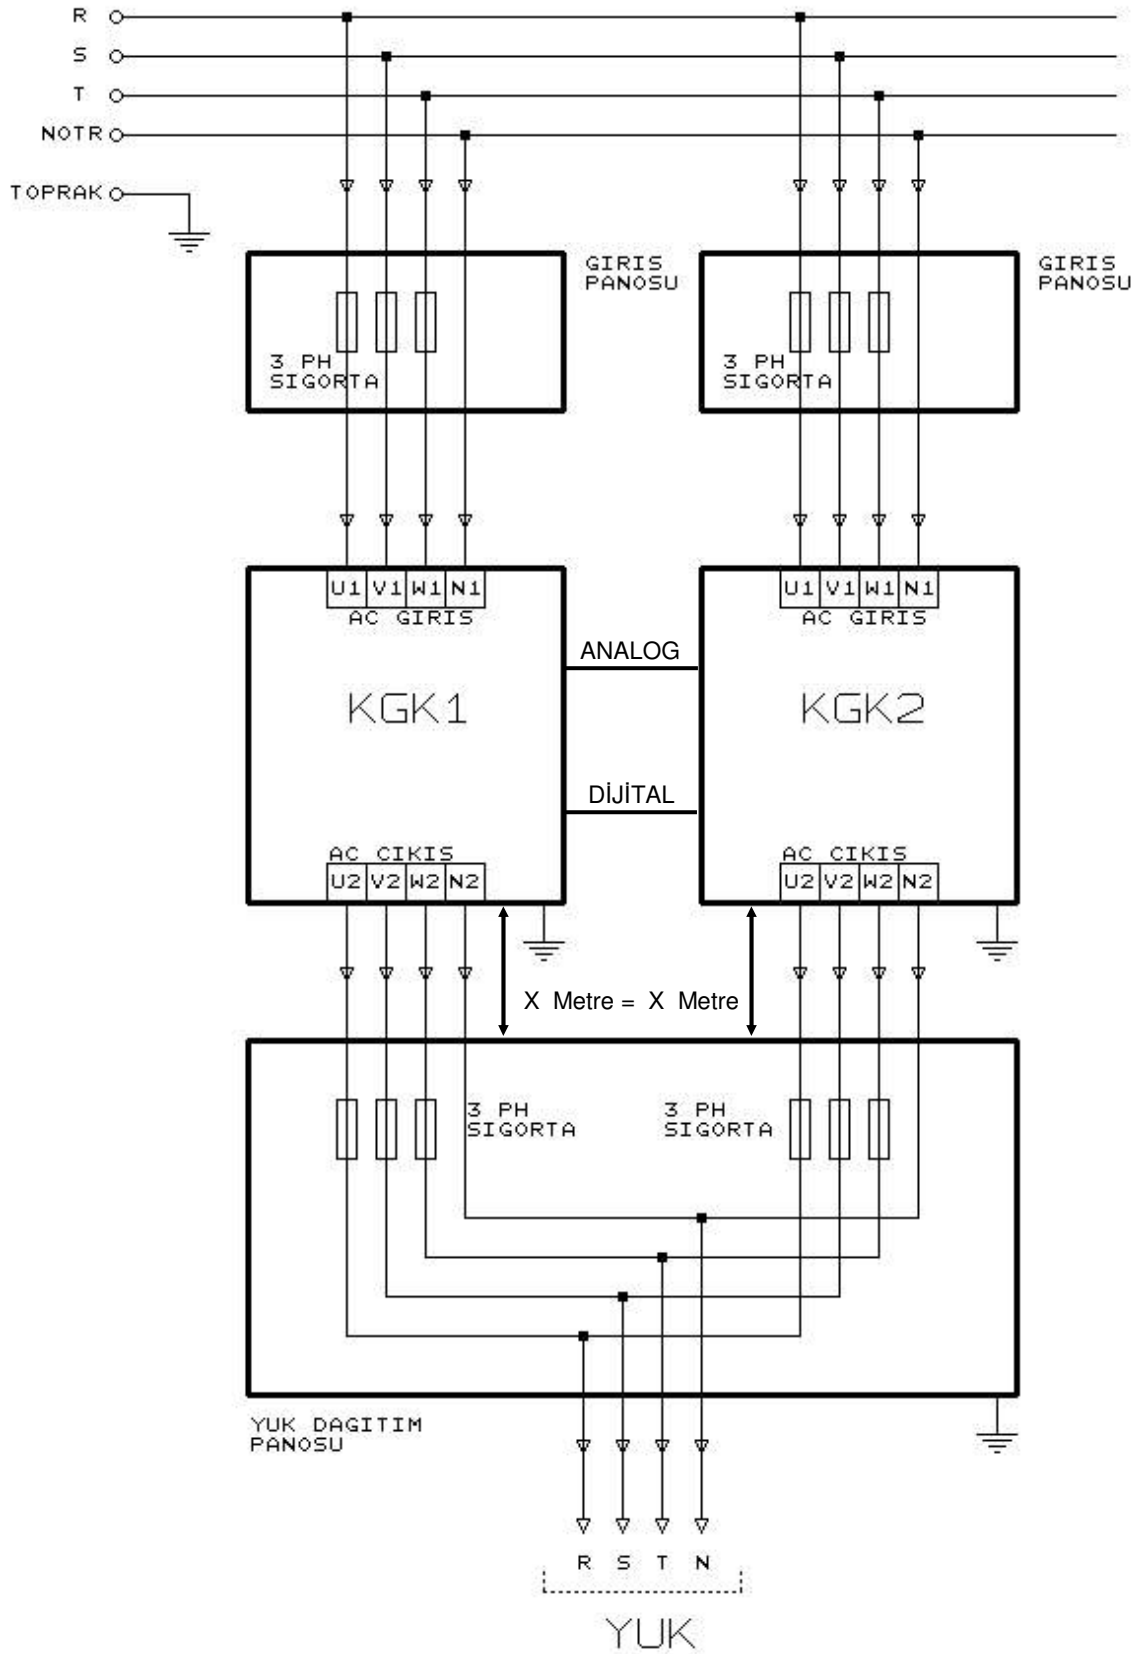 R
S
T
NOTR
TOPRAK
GIRIS
PANOSU
GIRIS
PANOSU
3 PH
SIGORTA
3 PH
SIGORTA
U1 V1 W1 N1
AC GIRIS
U1 V1 W1 N1
AC GIRIS
ANALOG
KGK1
KGK2
DİJİTAL
AC CIKIS
U2 V2 W2 N2
AC CIKIS
U2 V2 W2 N2
X Metre = X Metre
3 PH
SIGORTA
3 PH
SIGORTA
YUK DAGITIM
PANOSU
R S T N
YUK